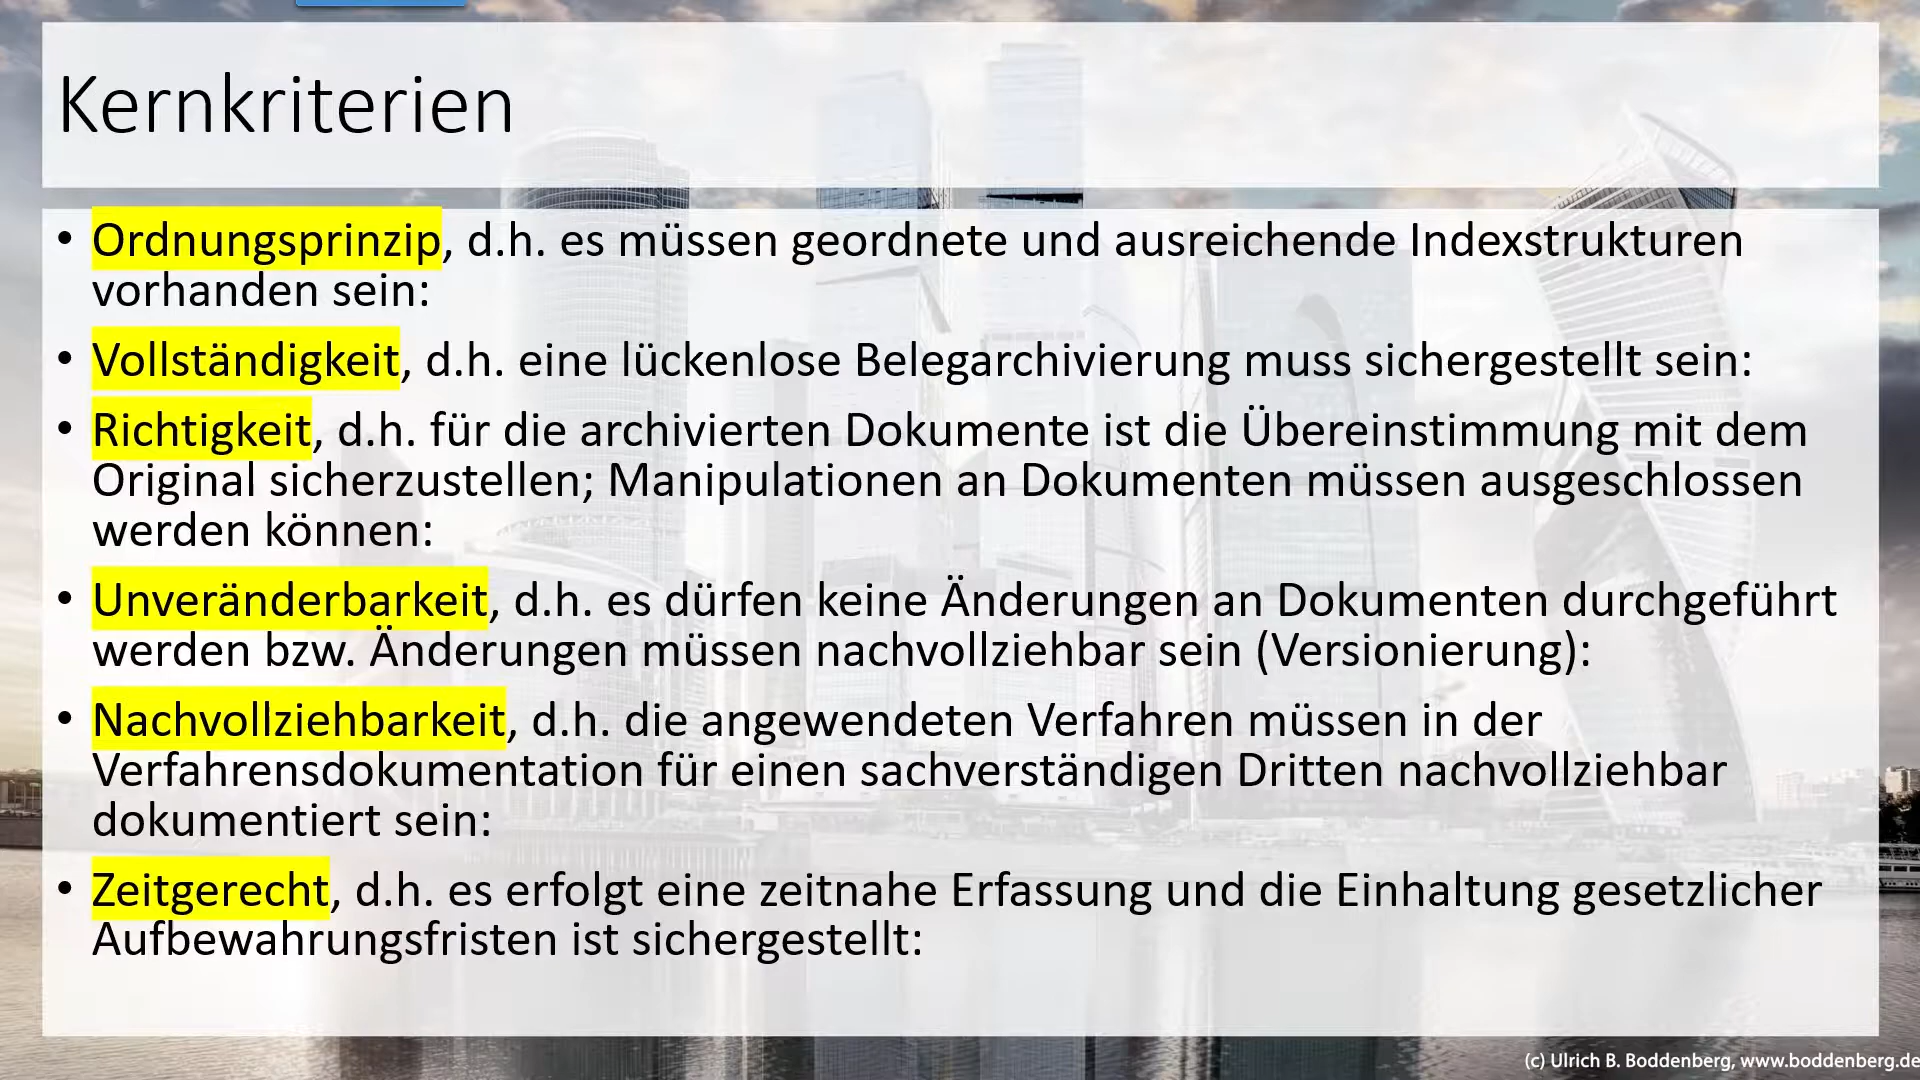 Kernkriterien
• Ordnungsprinzip, d.h. es müssen geordnete und ausreichende Indexstrukturen
vorhanden sein:
• Vollständigkeit, d.h. eine lückenlose Belegarchivierung muss sichergestellt sein:
• Richtigkeit, d.h. für die archivierten Dokumente ist die Übereinstimmung mit dem
Original sicherzustellen; Manipulationen an Dokumenten müssen ausgeschlossen
werden können:
• Unveränderbarkeit, d.h. es dürfen keine Änderungen an Dokumenten durchgeführt
werden bzw. Änderungen müssen nachvollziehbar sein (Versionierung):
• Nachvollziehbarkeit, d.h. die angewendeten Verfahren müssen in der
Verfahrensdokumentation für einen sachverständigen Dritten nachvollziehbar
dokumentiert sein:
• Zeitgerecht, d.h. es erfolgt eine zeitnahe Erfassung und die Einhaltung gesetzlicher
Aufbewahrungsfristen ist sichergestellt:
(c) Ulrich B. Boddenberg, www.boddenberg.de